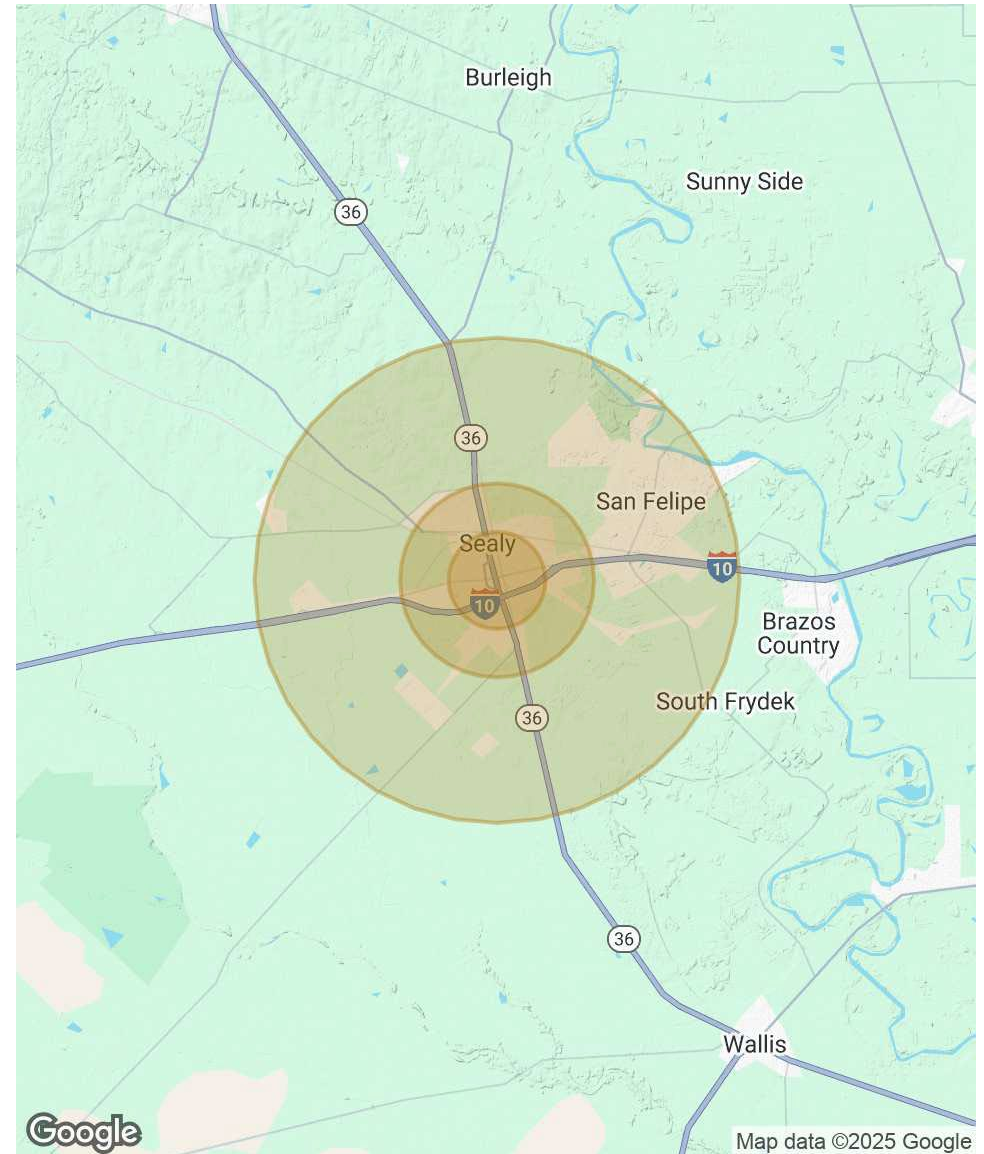 Burleigh
Sunny Side
36
36
San Felipe
Sealy
10
10
Brazos
Country
South Frydek
36
36
Wallis
Google
Map data ©2025 Google